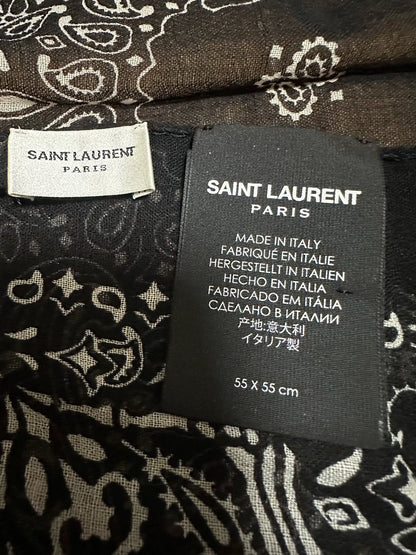 SAINT LAURENT
PARIS
SAINT LAURENT
PARIS
MADE IN ITALY
FABRIQUÉ EN ITALIE
HERGESTELLT IN ITALIEN
HECHO EN ITALIA
FABRICADO EM ITÁLIA
СДЕЛАНО В ИТАЛИИ
产地:意大利
イタリア製
55 X 55 cm